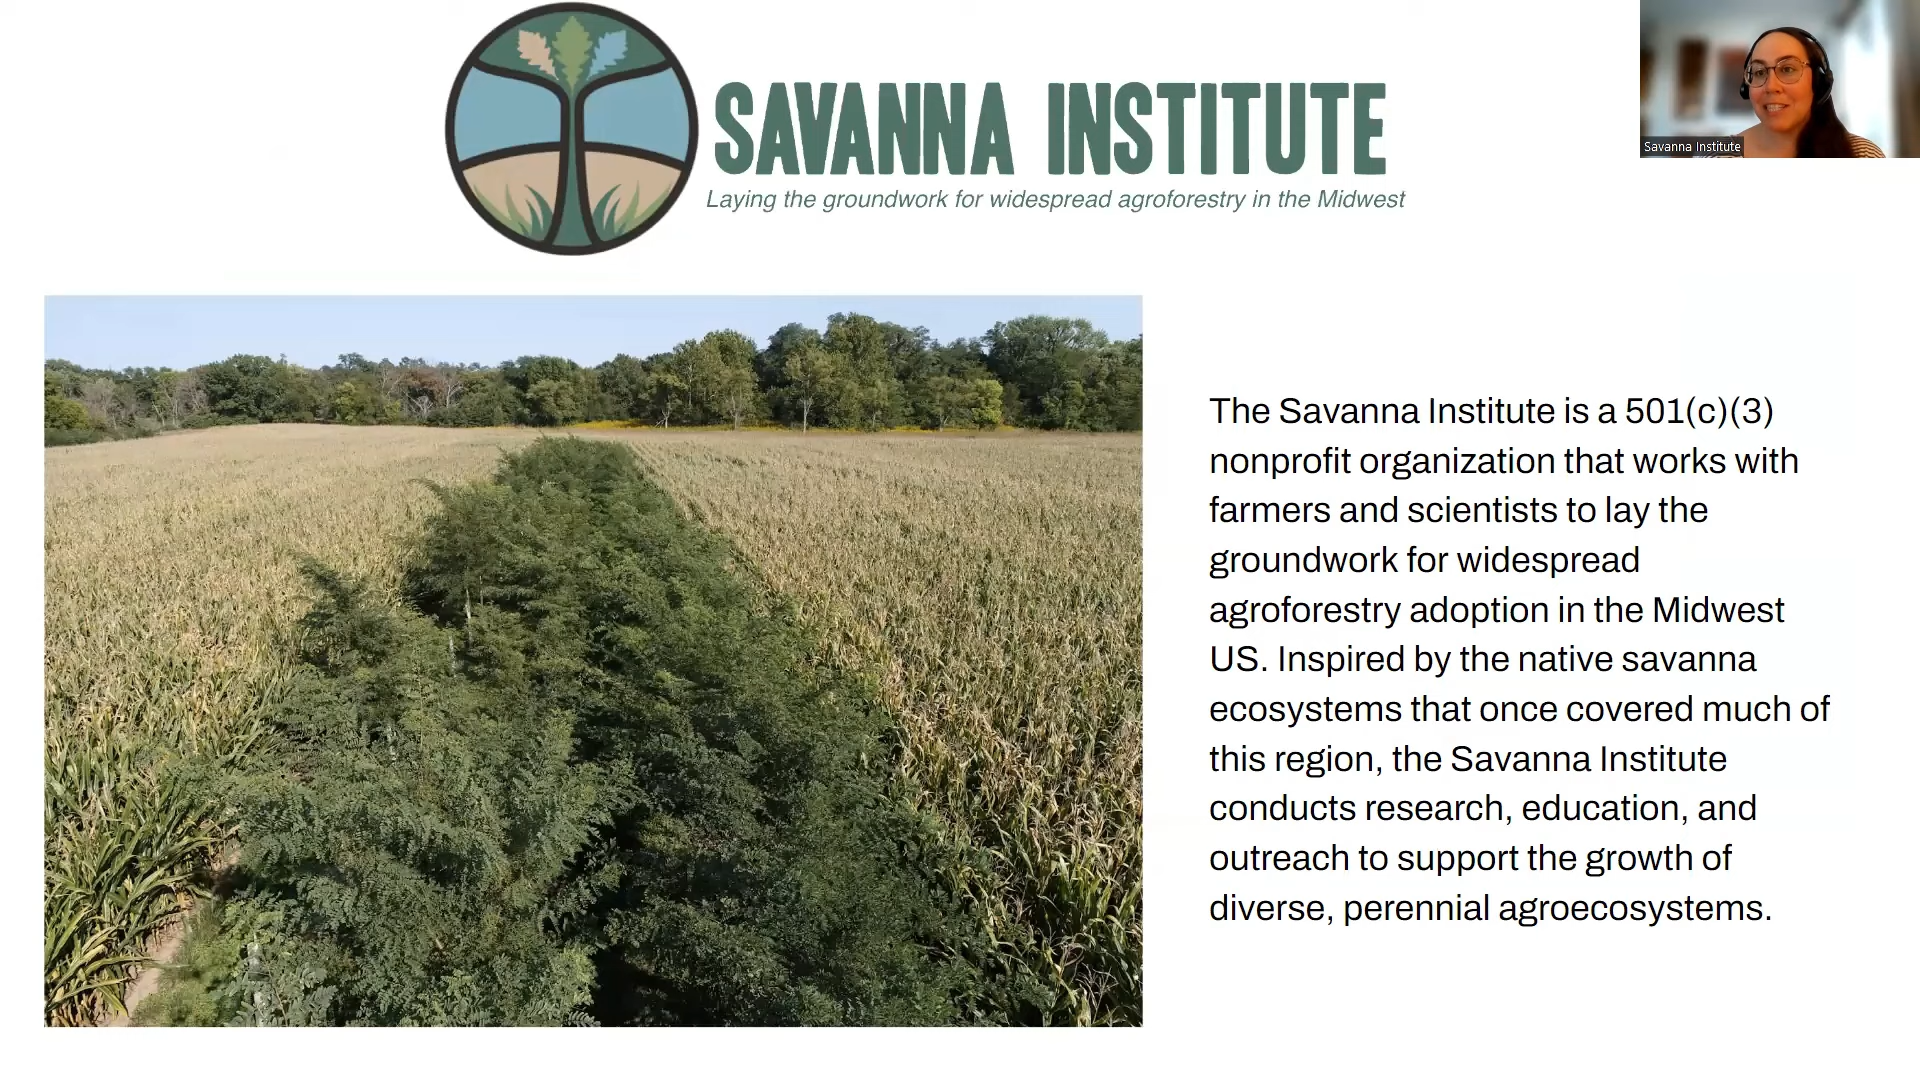 SAVANNA INSTITUTE
Laying the groundwork for widespread agroforestry in the Midwest
Savanna Institute
The Savanna Institute is a 501(c)(3)
nonprofit organization that works with
farmers and scientists to lay the
groundwork for widespread
agroforestry adoption in the Midwest
US. Inspired by the native savanna
ecosystems that once covered much of
this region, the Savanna Institute
conducts research, education, and
outreach to support the growth of
diverse, perennial agroecosystems.